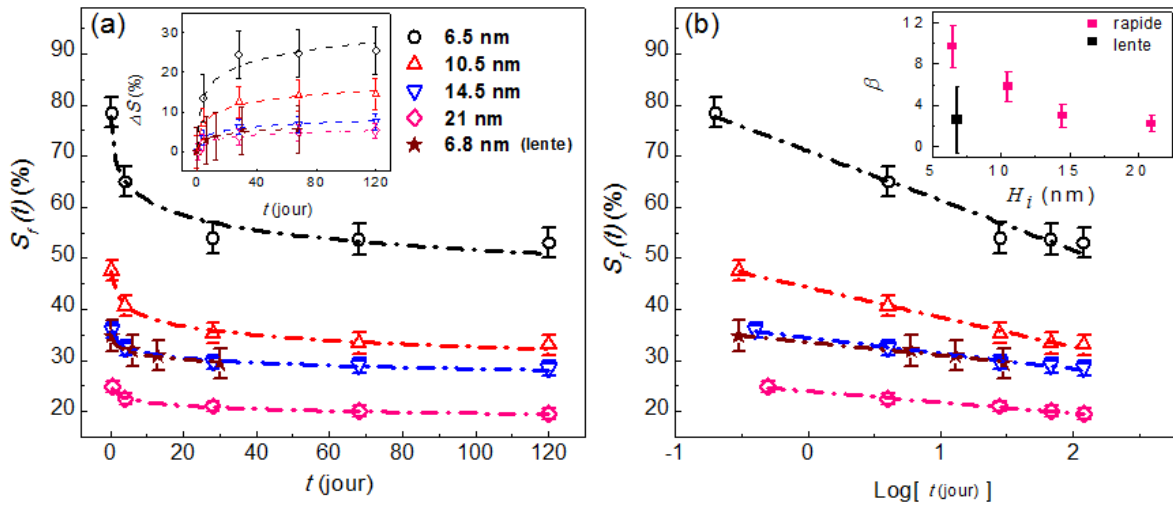 (a)
S_f (t) (%)
90
80
70
60
50
40
30
20
0 20 40 60 80 100 120
t (jour)
ΔS (%)
30
20
10
0
0 40 80 120
t (jour)
6.5 nm
10.5 nm
14.5 nm
21 nm
6.8 nm (lente)
(b)
S_f (t) (%)
90
80
70
60
50
40
30
20
-1 0 1 2
Log[ t (jour) ]
β
12
8
4
0
5 10 15 20
H_i (nm)
rapide
lente